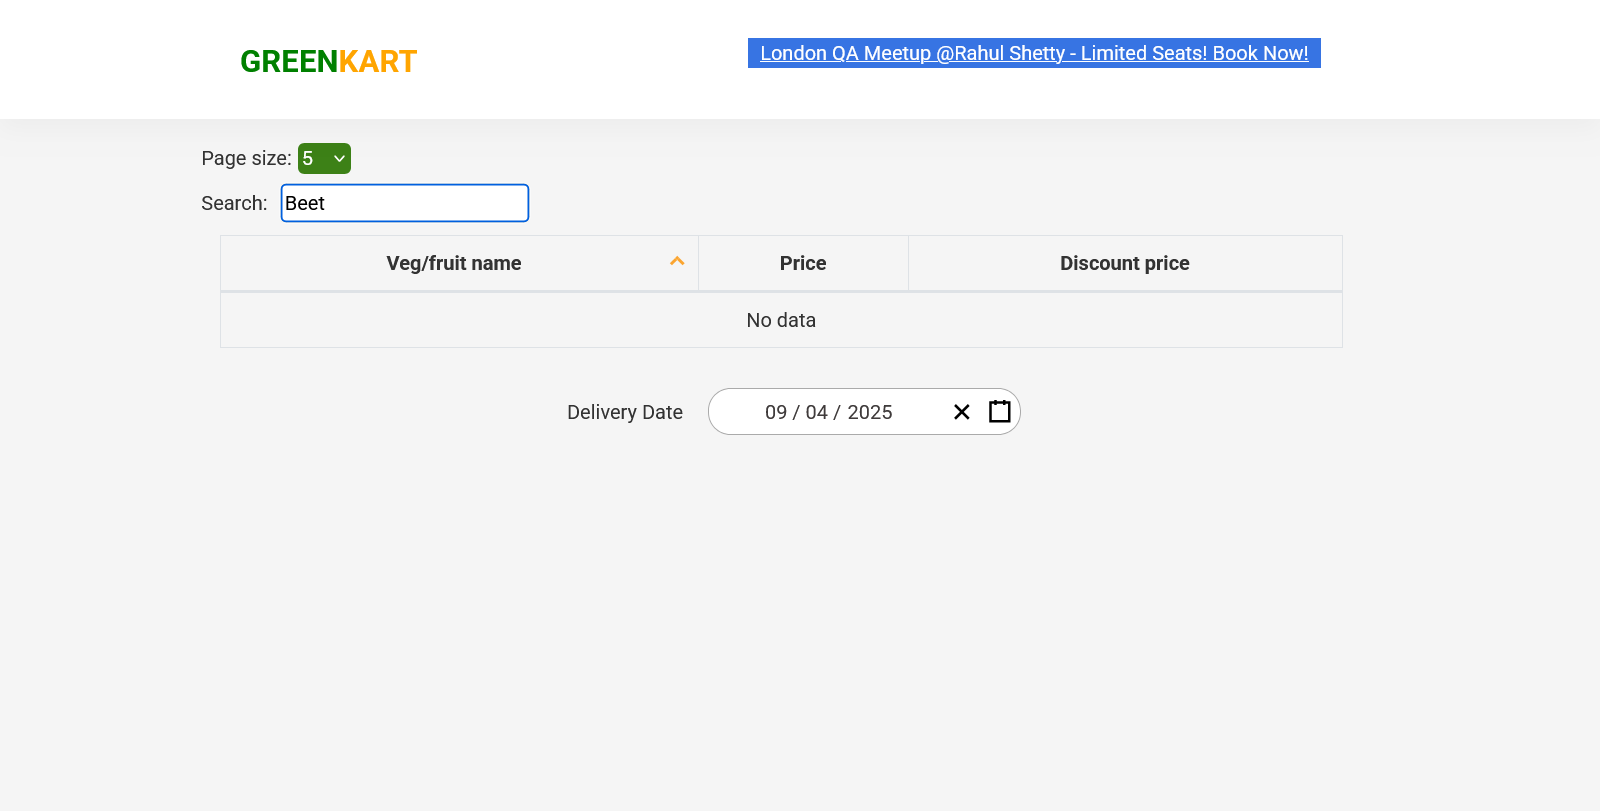 GREENKART
London QA Meetup @Rahul Shetty - Limited Seats! Book Now!
Page size: 5
Search: Beet
Veg/fruit name Price Discount price
No data
Delivery Date 09 / 04 / 2025